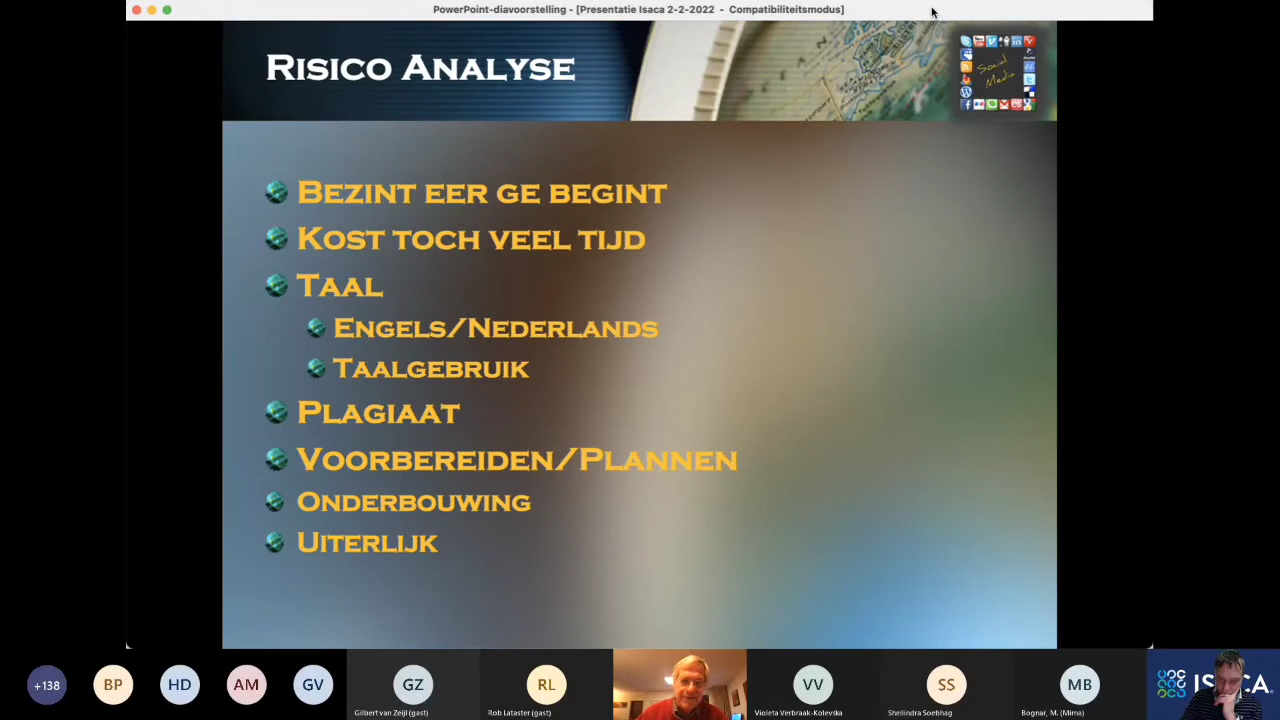 PowerPoint-diavoorstelling - [Presentatie Isaca 2-2-2022 - Compatibiliteitsmodus]
Risico Analyse
Social
Media
Bezint eer ge begint
Kost toch veel tijd
Taal
Engels/Nederlands
Taalgebruik
Plagiaat
Voorbereiden/Plannen
Onderbouwing
Uiterlijk
+138
BP
HD
AM
GV
GZ
RL
VV
SS
MB
Gilbert van Zeijl (gast)
Rob Lataster (gast)
Violeta Verbraak-Kolevska
Sheilindra Soebhag
Bognar, M. (Mima)